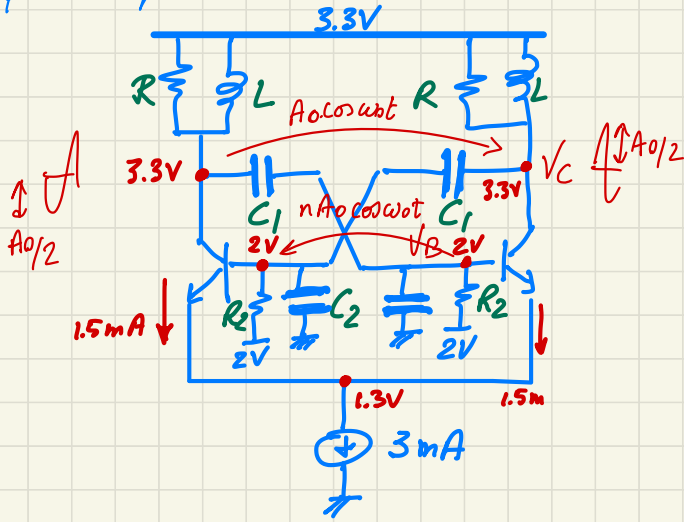 3.3V
R
L
R
L
A₀cosω₀t
3.3V
V_C
A₀/2
3.3V
C₁
C₁
A₀/2
nA₀cosω₀t
2V
V_B
2V
R₂
C₂
R₂
1.5mA
2V
2V
1.3V
1.5m
3mA